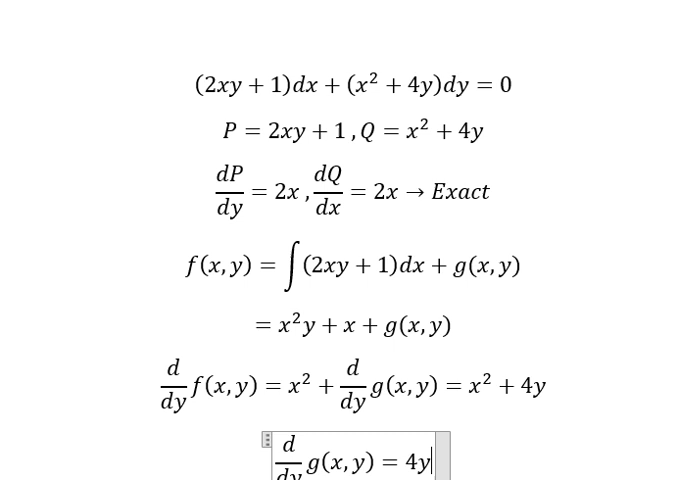 (2xy + 1)dx + (x² + 4y)dy = 0
P = 2xy + 1 , Q = x² + 4y
dP/dy = 2x , dQ/dx = 2x → Exact
f(x, y) = ∫(2xy + 1)dx + g(x, y)
= x²y + x + g(x, y)
d/dy f(x, y) = x² + d/dy g(x, y) = x² + 4y
d/dy g(x, y) = 4y